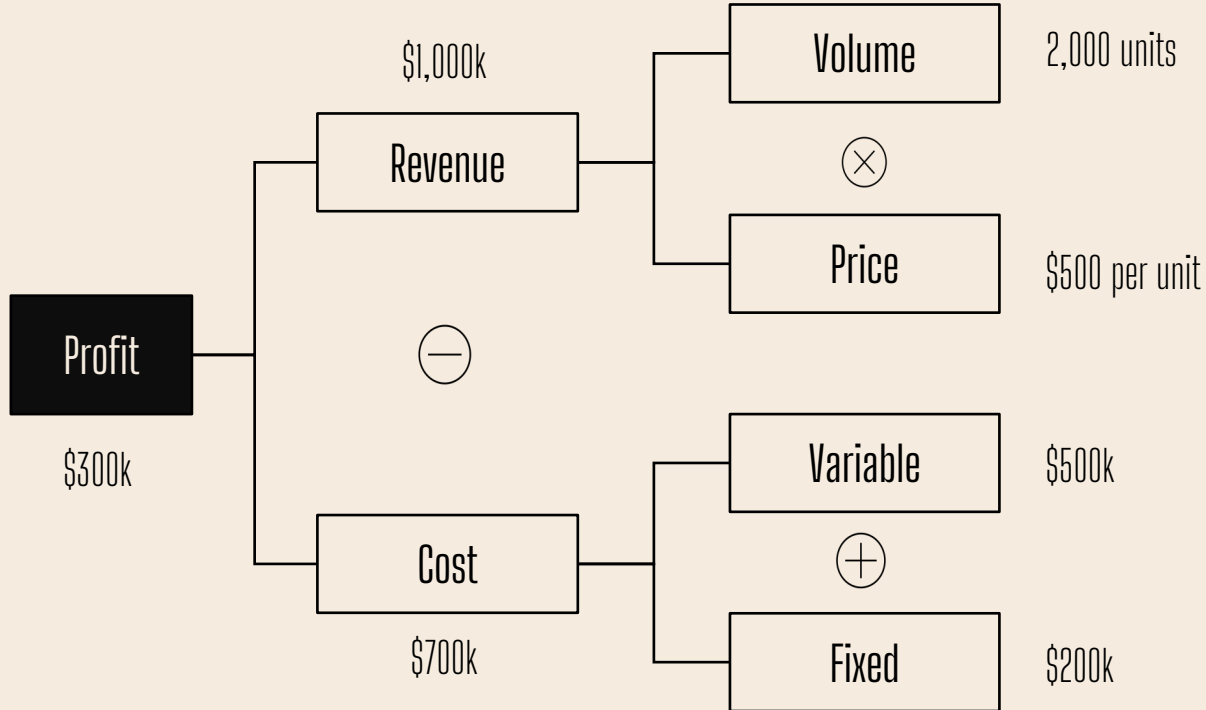 $1,000k
Revenue
Volume
2,000 units
Price
$500 per unit
Profit
$300k
Cost
$700k
Variable
$500k
Fixed
$200k